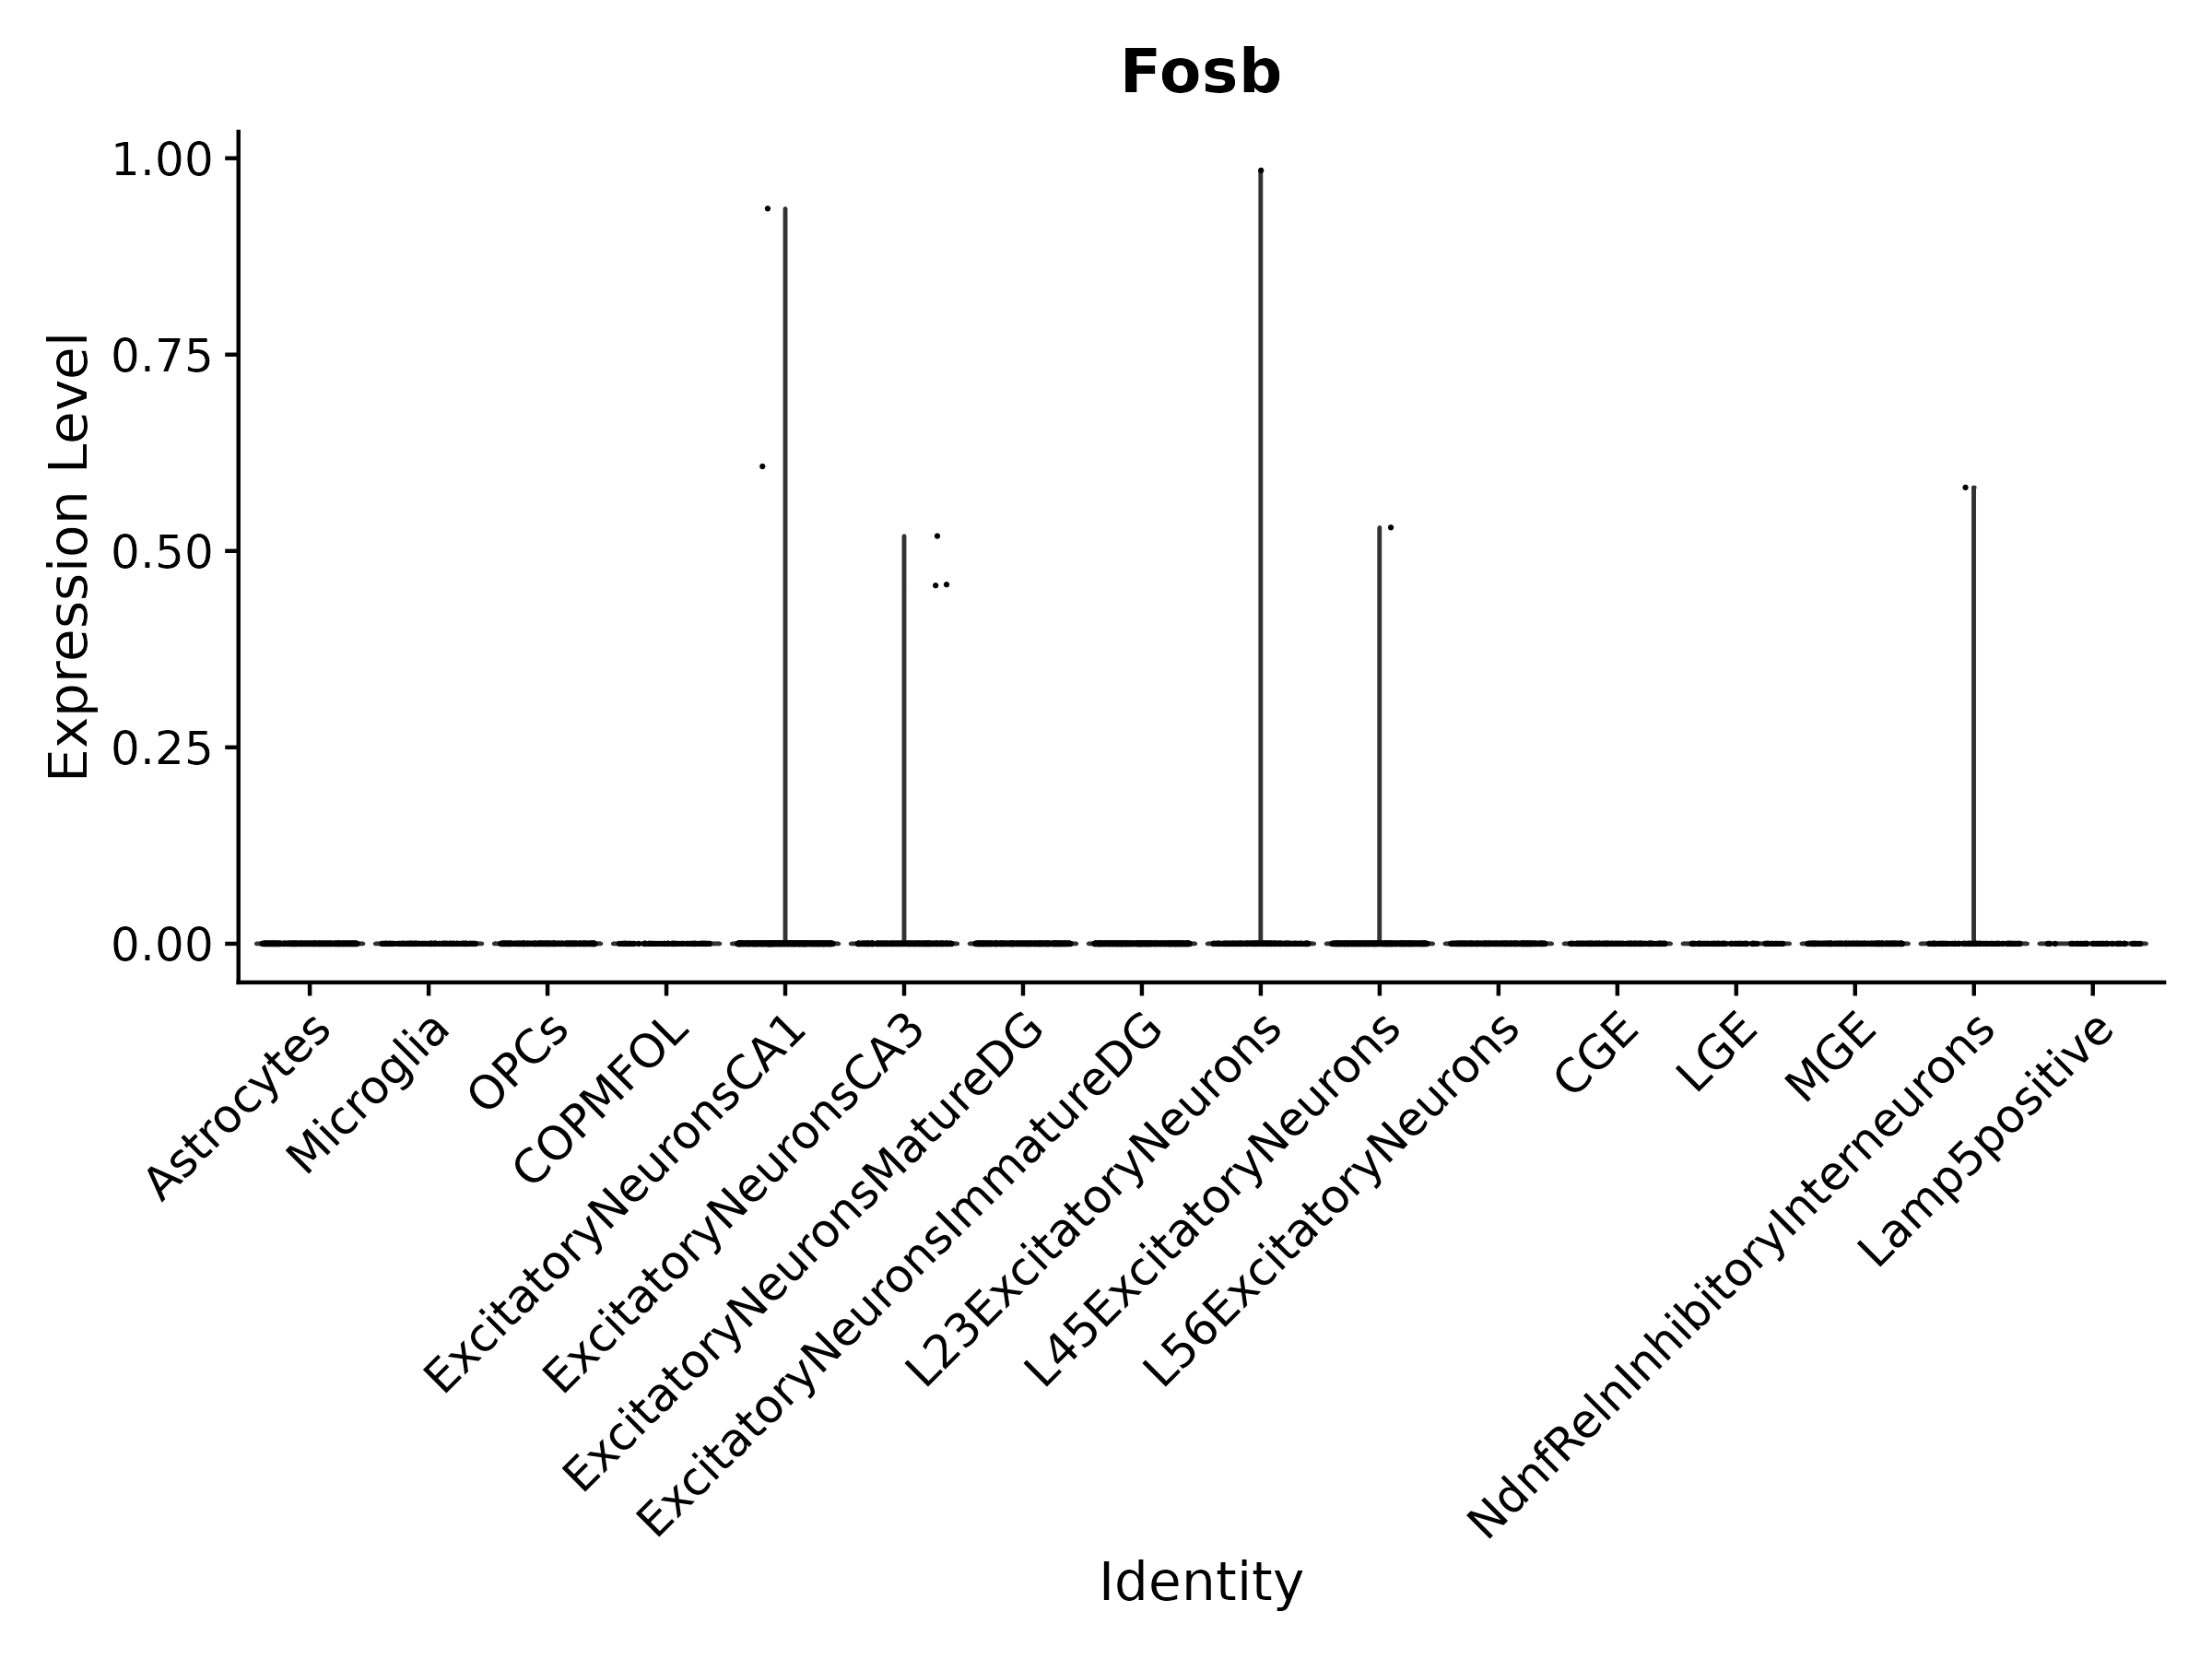 Fosb
Expression Level
1.00
0.75
0.50
0.25
0.00
Astrocytes
Microglia
OPCs
COPMFOL
ExcitatoryNeuronsCA1
ExcitatoryNeuronsCA3
ExcitatoryNeuronsMatureDG
ExcitatoryNeuronsImmatureDG
L23ExcitatoryNeurons
L45ExcitatoryNeurons
L56ExcitatoryNeurons
CGE
LGE
MGE
NdnfRelnInhibitoryInterneurons
Lamp5positive
Identity